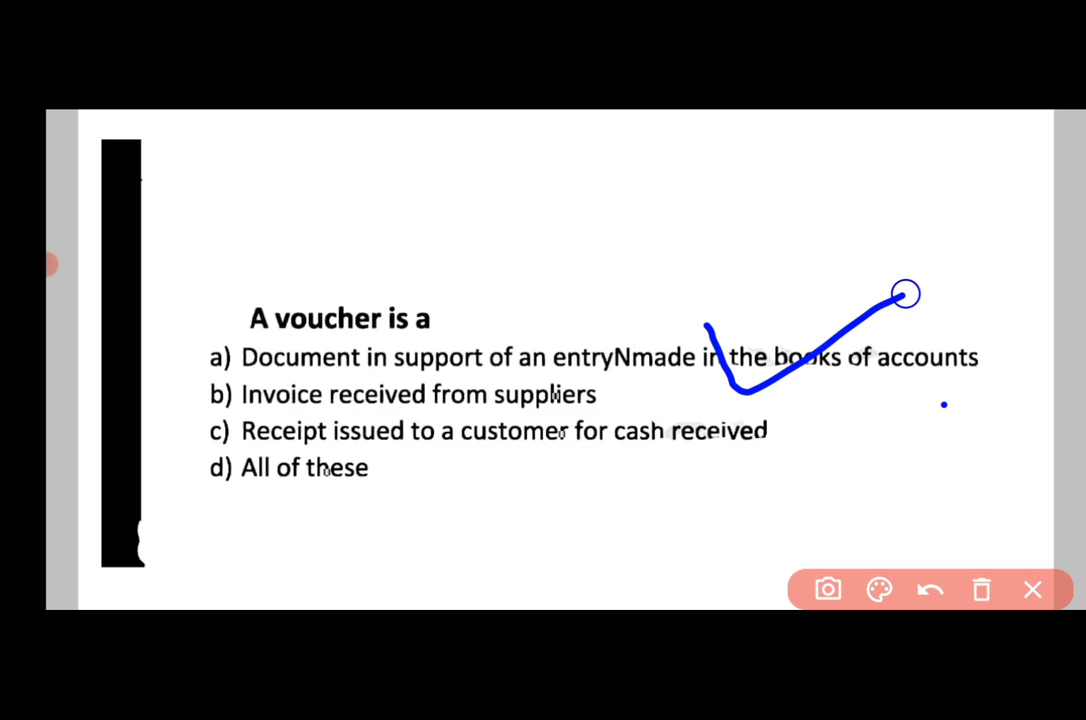 A voucher is a
a) Document in support of an entryNmade in the books of accounts
b) Invoice received from suppliers
c) Receipt issued to a customer for cash received
d) All of these